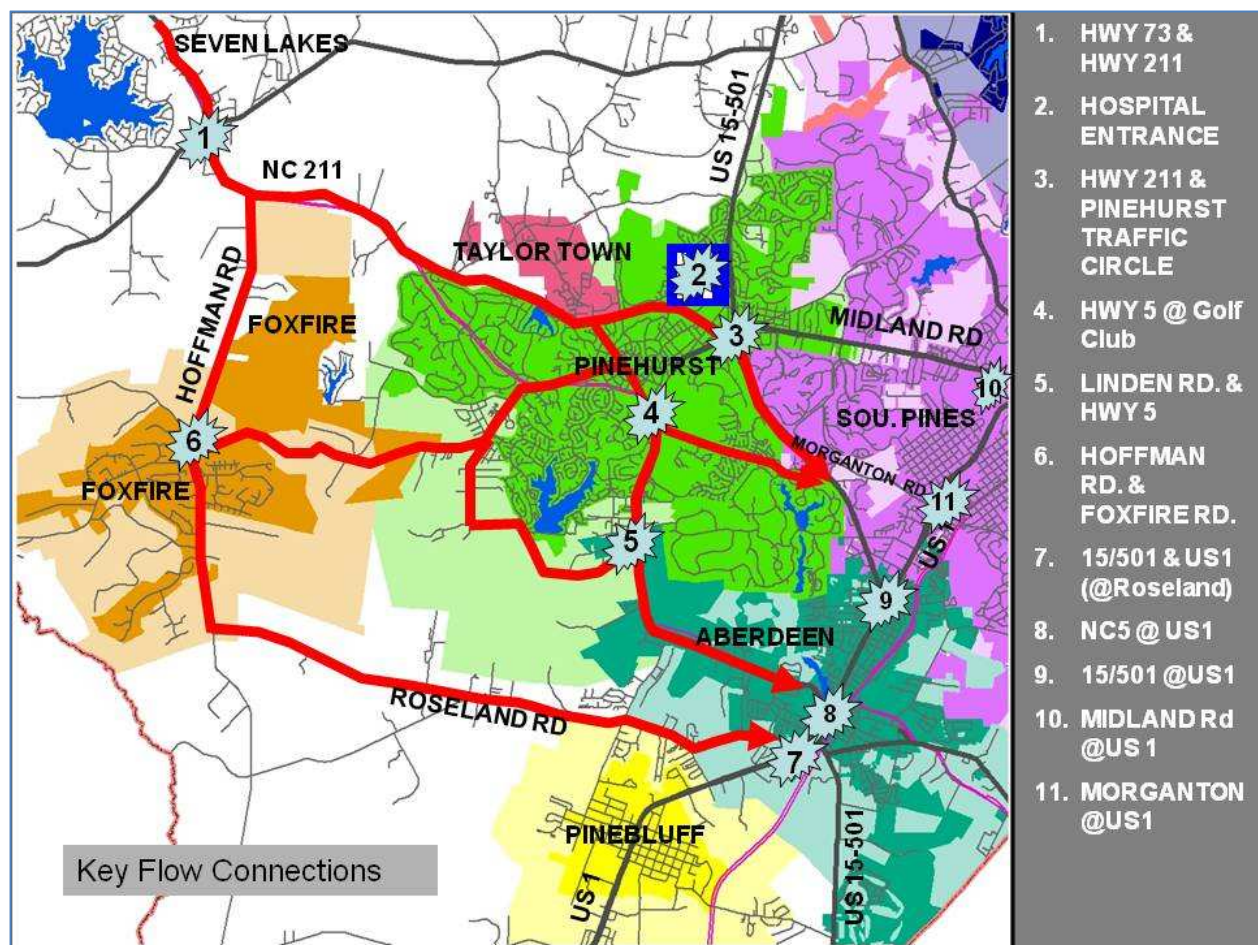 SEVEN LAKES
1
NC 211
US 15-501
TAYLOR TOWN
2
HOFFMANRD
FOXFIRE
3
MIDLAND RD
PINEHURST
10
4
SOU. PINES
6
MORGANTON RD
FOXFIRE
11
5
US 1
9
ABERDEEN
ROSELAND RD
8
7
PINEBLUFF
Key Flow Connections
US 1
US 15-501
1. HWY 73 &
HWY 211
2. HOSPITAL
ENTRANCE
3. HWY 211 &
PINEHURST
TRAFFIC
CIRCLE
4. HWY 5 @ Golf
Club
5. LINDEN RD. &
HWY 5
6. HOFFMAN
RD. &
FOXFIRE RD.
7. 15/501 & US1
(@Roseland)
8. NC5 @ US1
9. 15/501 @US1
10. MIDLAND Rd
@US 1
11. MORGANTON
@US1